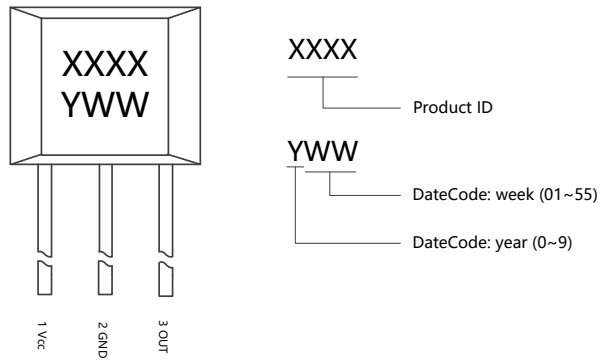 XXXX
YWW
1 Vcc
2 GND
3 OUT
XXXX
Product ID
YWW
DateCode: week (01~55)
DateCode: year (0~9)